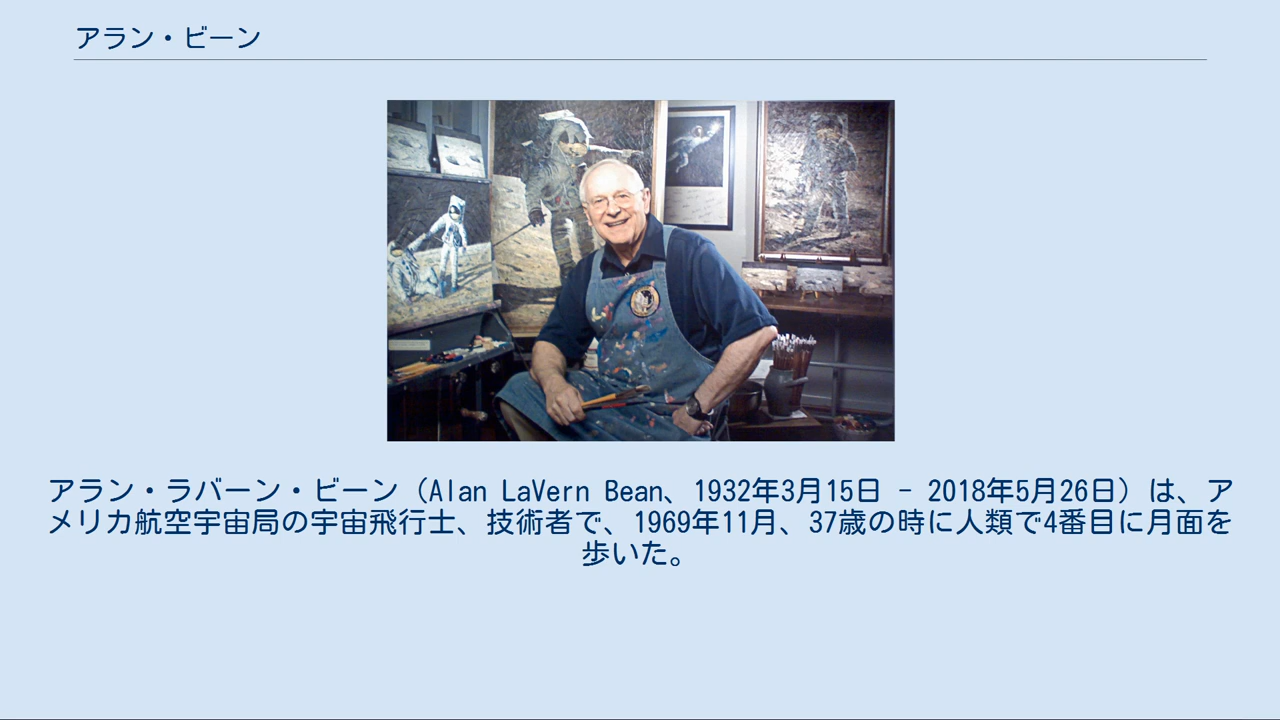 アラン・ビーン
アラン・ラバーン・ビーン（Alan LaVern Bean、1932年3月15日 - 2018年5月26日）は、ア
メリカ航空宇宙局の宇宙飛行士、技術者で、1969年11月、37歳の時に人類で4番目に月面を
歩いた。